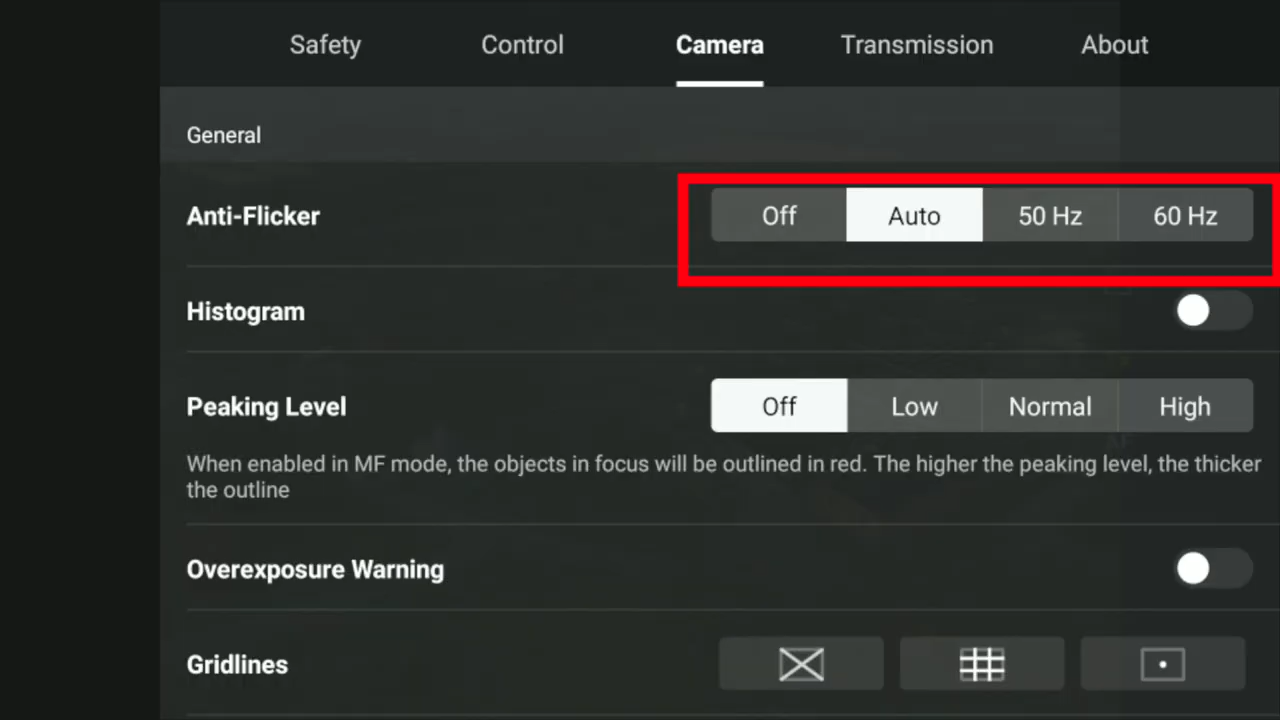 Safety Control Camera Transmission About
General
Anti-Flicker Off Auto 50 Hz 60 Hz
Histogram
Peaking Level Off Low Normal High
When enabled in MF mode, the objects in focus will be outlined in red. The higher the peaking level, the thicker
the outline
Overexposure Warning
Gridlines